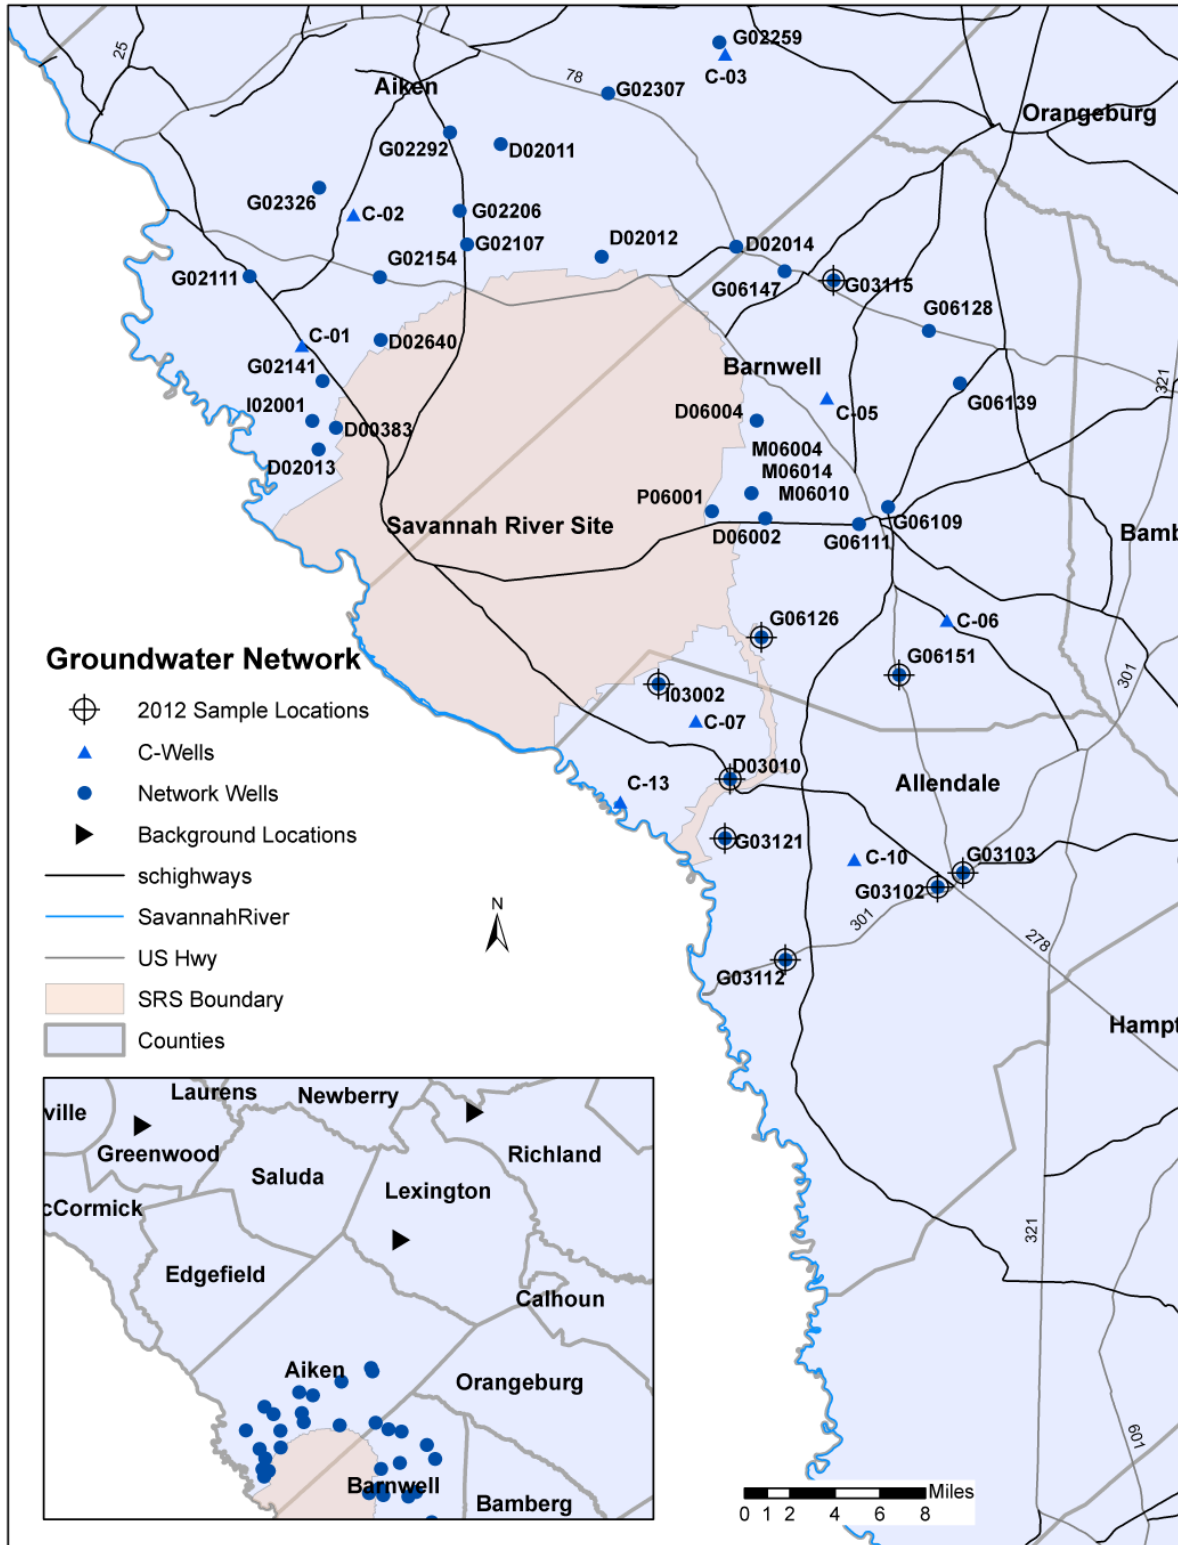 G02259
25
C-03
78
Aiken
G02307
Orangeburg
G02292
D02011
G02326
C-02
G02206
G02107
D02012
D02014
G02154
G02111
G06147
G03115
G06128
C-01
D02640
G02141
Barnwell
321
G06139
I02001
C-05
D06004
D00383
M06004
D02013
M06014
P06001
M06010
Savannah River Site
G06109
D06002
G06111
Bamb
G06126
C-06
Groundwater Network
G06151
301
2012 Sample Locations
I03002
C-Wells
C-07
Network Wells
D03010
C-13
Allendale
Background Locations
G03121
schighways
C-10
G03103
G03102
SavannahRiver
N
301
278
US Hwy
G03112
SRS Boundary
Counties
Hampt
Laurens
Newberry
ville
Greenwood
Richland
Saluda
Lexington
cCormick
321
Edgefield
Calhoun
Aiken
Orangeburg
601
Barnwell
Bamberg
Miles
0 1 2 4 6 8